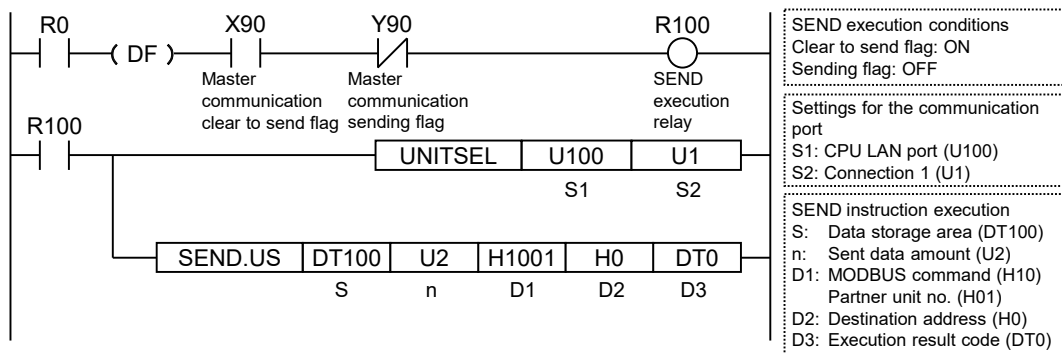 R0
X90
Y90
R100
( DF )
Master
communication
clear to send flag
Master
communication
sending flag
SEND
execution
relay
R100
UNITSEL U100 U1
S1 S2
SEND.US DT100 U2 H1001 H0 DT0
S n D1 D2 D3
SEND execution conditions
Clear to send flag: ON
Sending flag: OFF
Settings for the communication
port
S1: CPU LAN port (U100)
S2: Connection 1 (U1)
SEND instruction execution
S: Data storage area (DT100)
n: Sent data amount (U2)
D1: MODBUS command (H10)
Partner unit no. (H01)
D2: Destination address (H0)
D3: Execution result code (DT0)